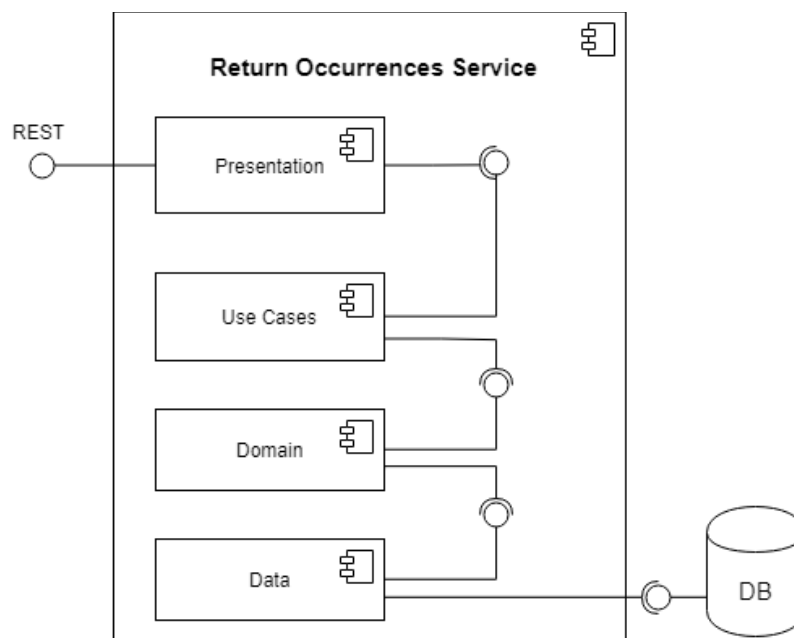 Return Occurrences Service
REST
Presentation
Use Cases
Domain
Data
DB